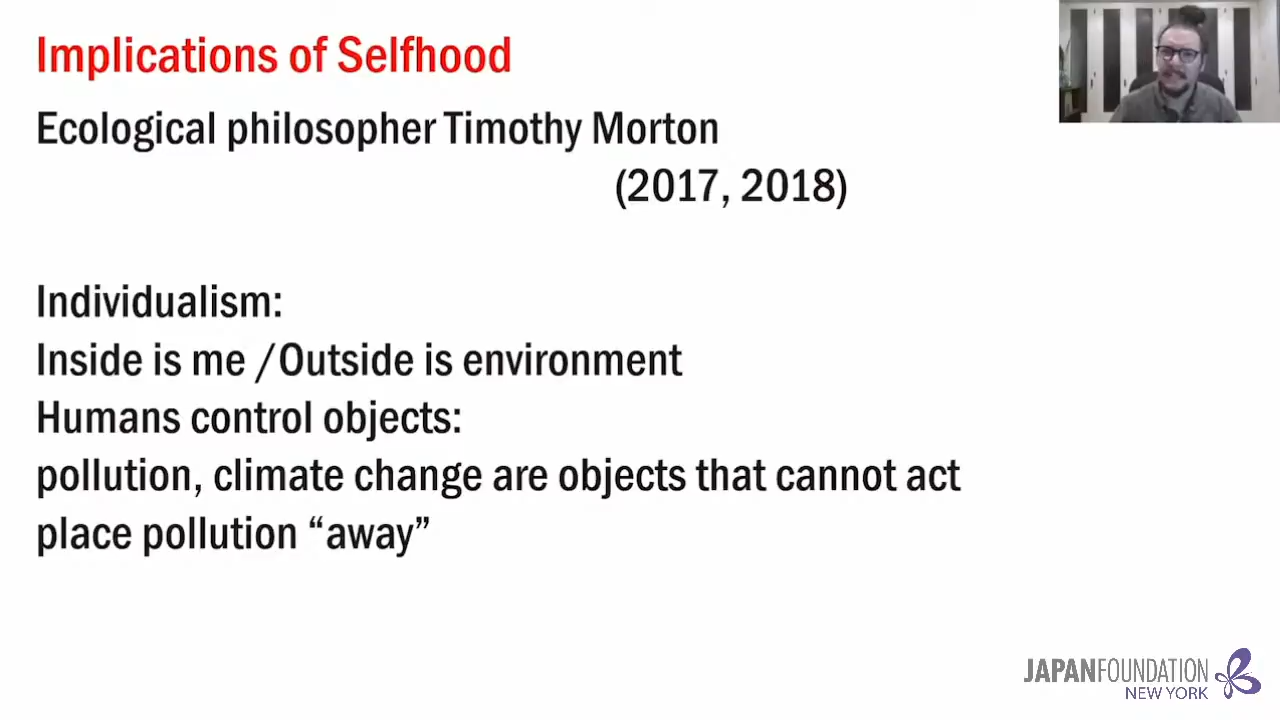 Implications of Selfhood
Ecological philosopher Timothy Morton
(2017, 2018)
Individualism:
Inside is me /Outside is environment
Humans control objects:
pollution, climate change are objects that cannot act
place pollution “away”
JAPANFOUNDATION
NEW YORK